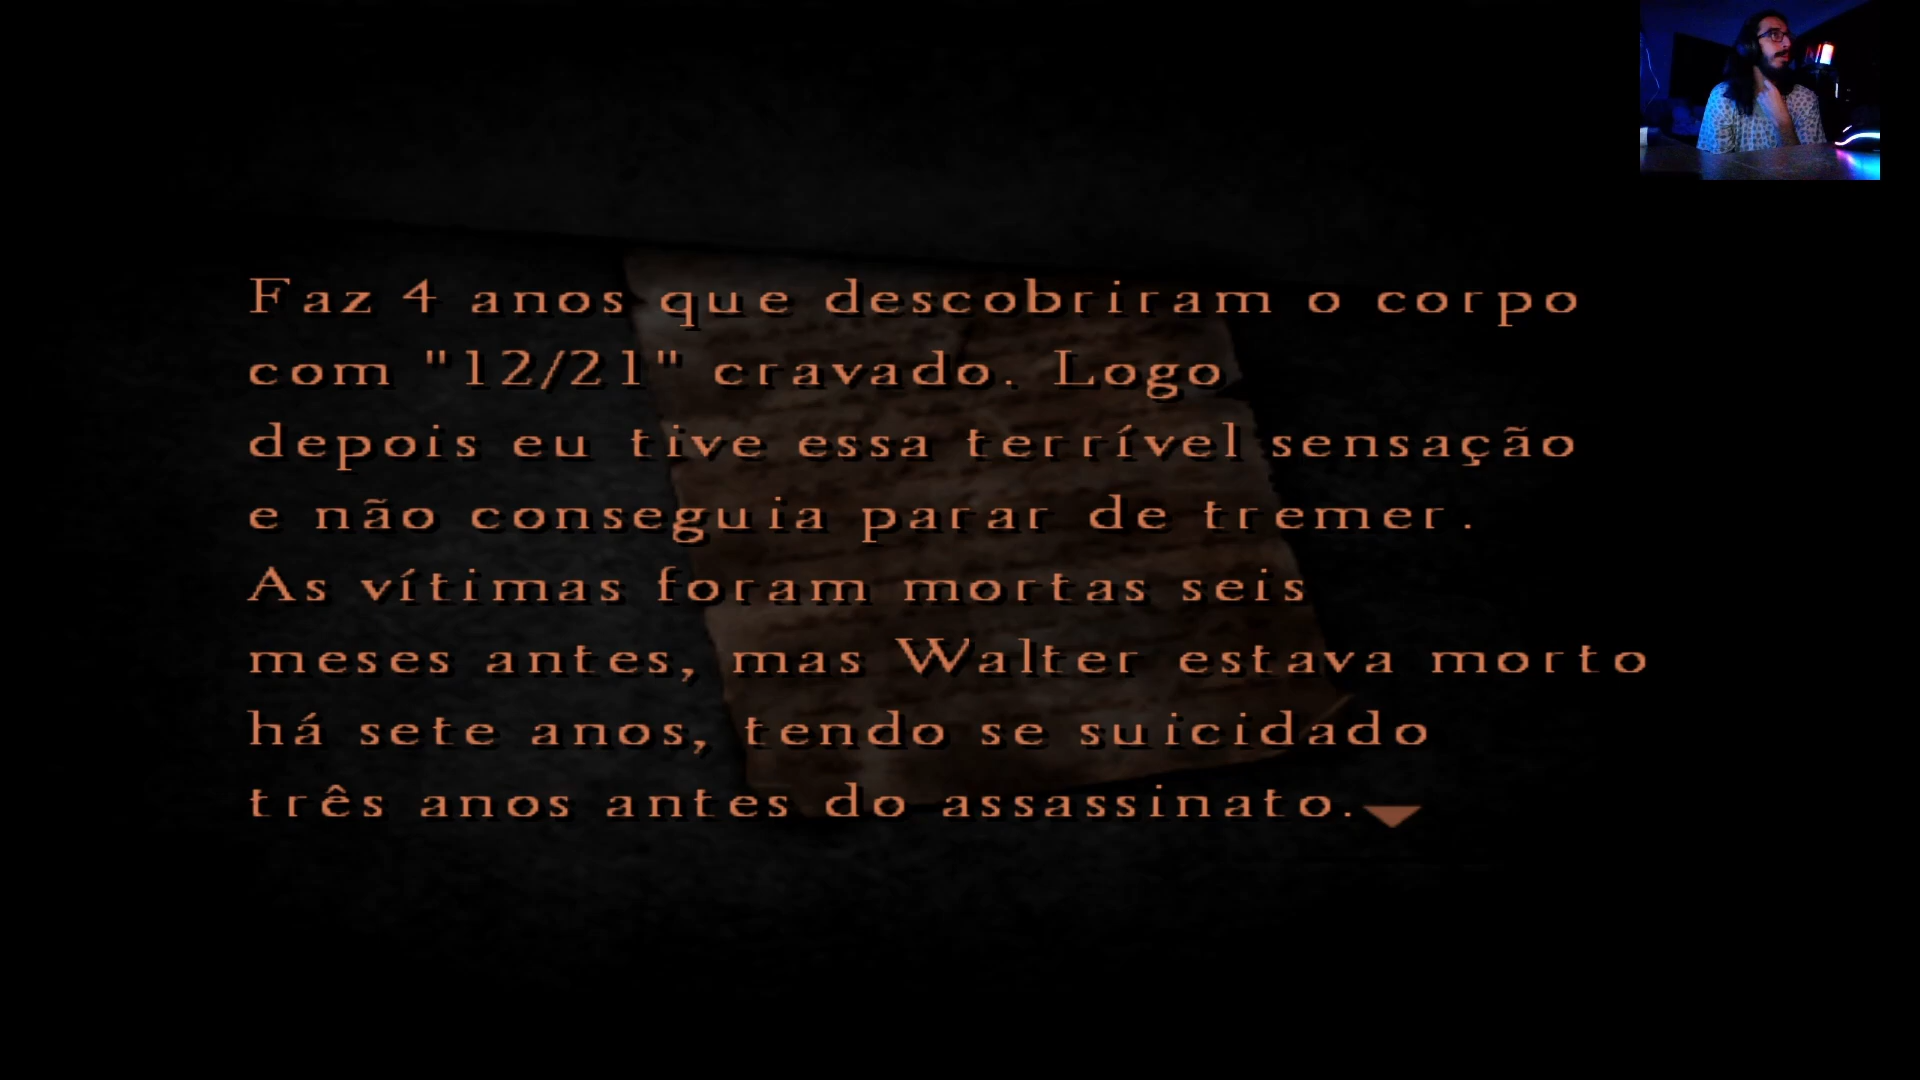 Faz 4 anos que descobriram o corpo
com "12/21" cravado. Logo
depois eu tive essa terrível sensação
e não conseguia parar de tremer.
As vítimas foram mortas seis
meses antes, mas Walter estava morto
há sete anos, tendo se suicidado
três anos antes do assassinato.